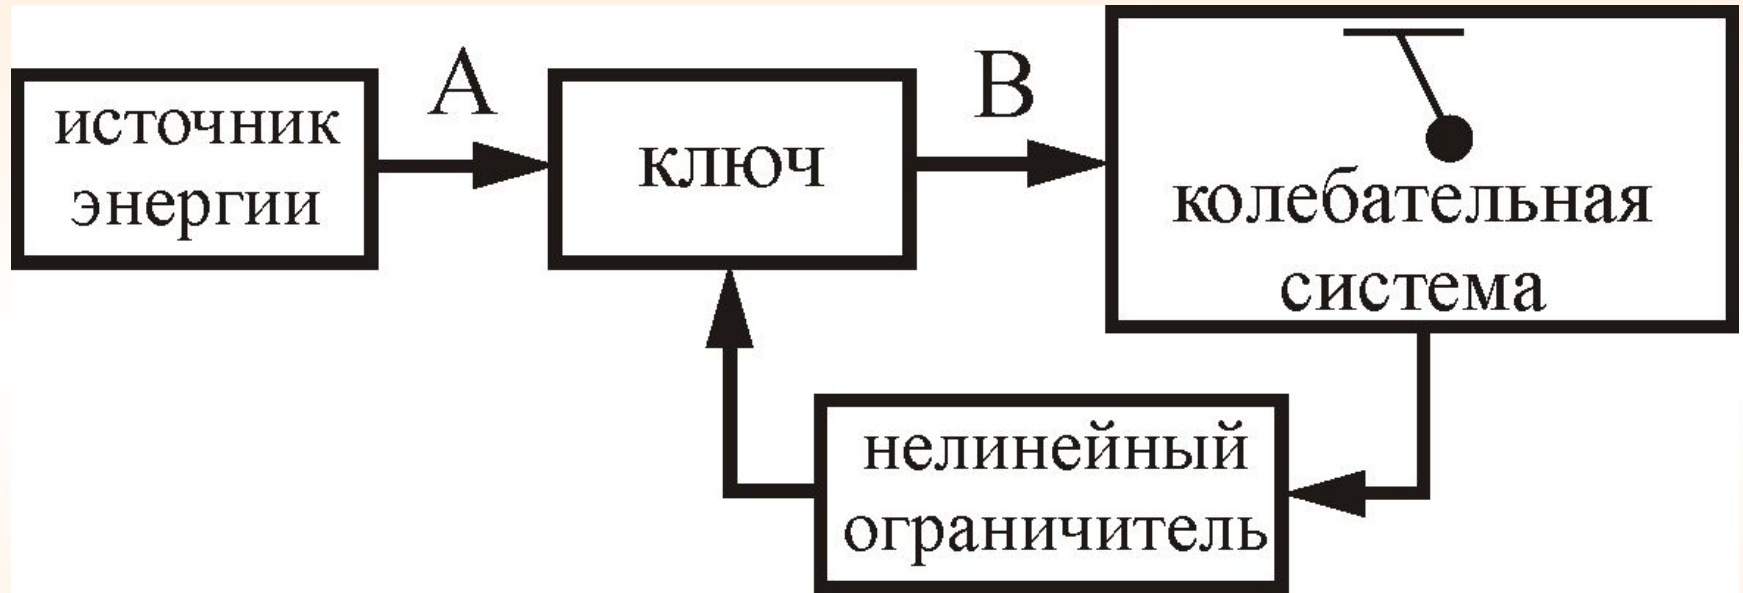 источник
энергии
А
ключ
В
колебательная
система
нелинейный
ограничитель